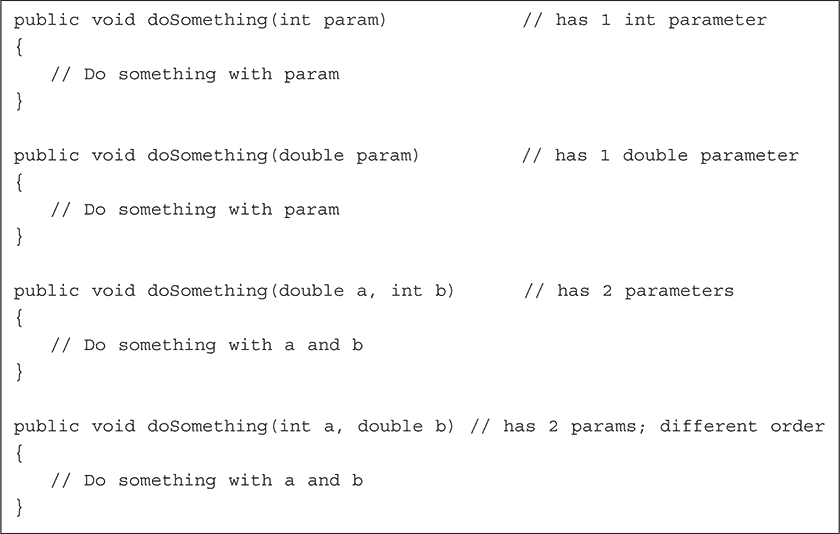 public void doSomething(int param) // has 1 int parameter
{
// Do something with param
}
public void doSomething(double param) // has 1 double parameter
{
// Do something with param
}
public void doSomething(double a, int b) // has 2 parameters
{
// Do something with a and b
}
public void doSomething(int a, double b) // has 2 params; different order
{
// Do something with a and b
}